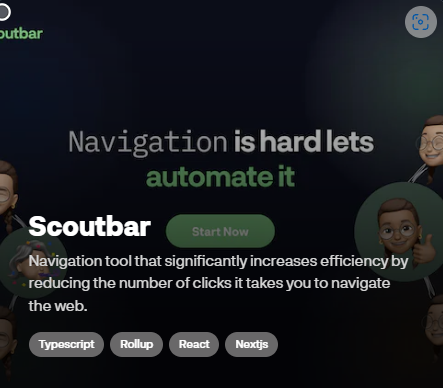 outbar
Navigation is hard lets
automate it
Scoutbar
Start Now
Navigation tool that significantly increases efficiency by
reducing the number of clicks it takes you to navigate
the web.
Typescript Rollup React Nextjs